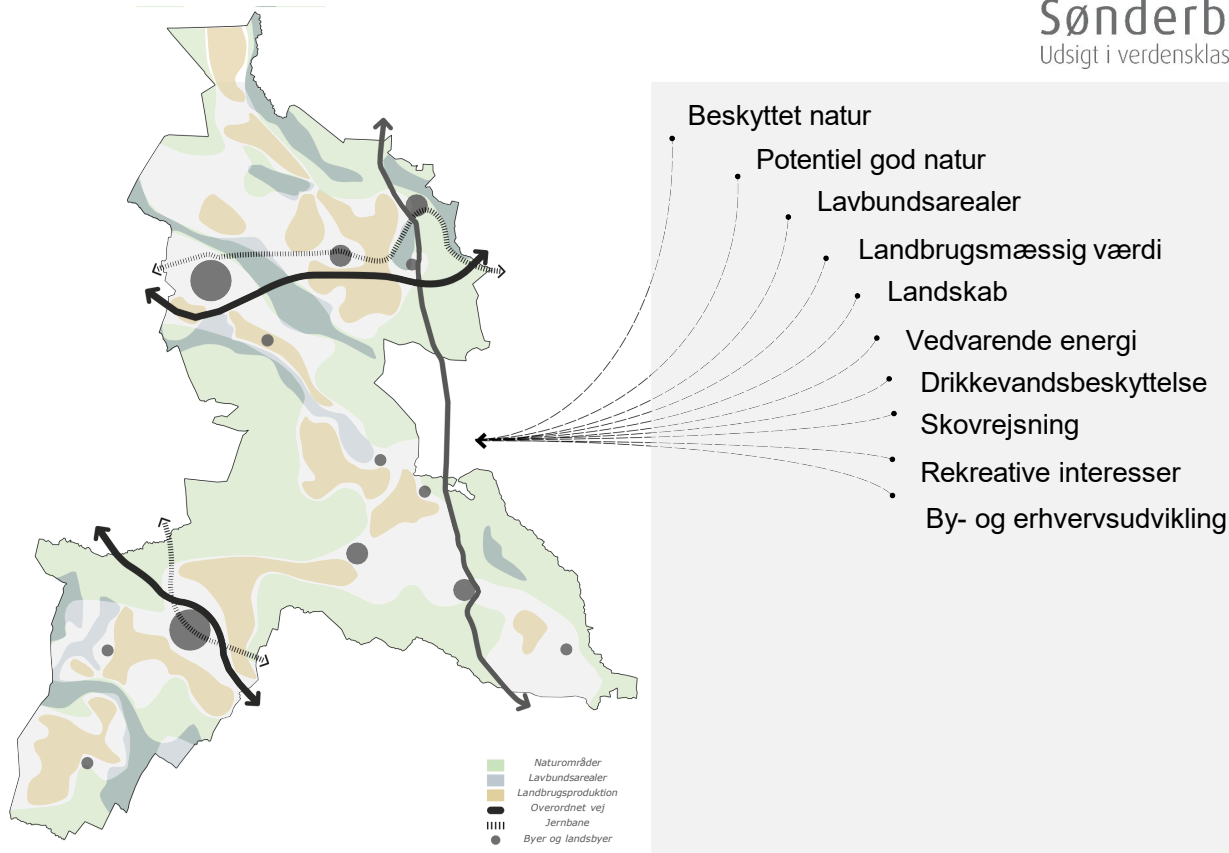 Sønderb
Udsigt i verdensklas
Beskyttet natur
Potentiel god natur
Lavbundsarealer
Landbrugsmæssig værdi
Landskab
Vedvarende energi
Drikkevandsbeskyttelse
Skovrejsning
Rekreative interesser
By- og erhvervsudvikling
Naturområder
Lavbundsarealer
Landbrugsproduktion
Overordnet vej
Jernbane
Byer og landsbyer